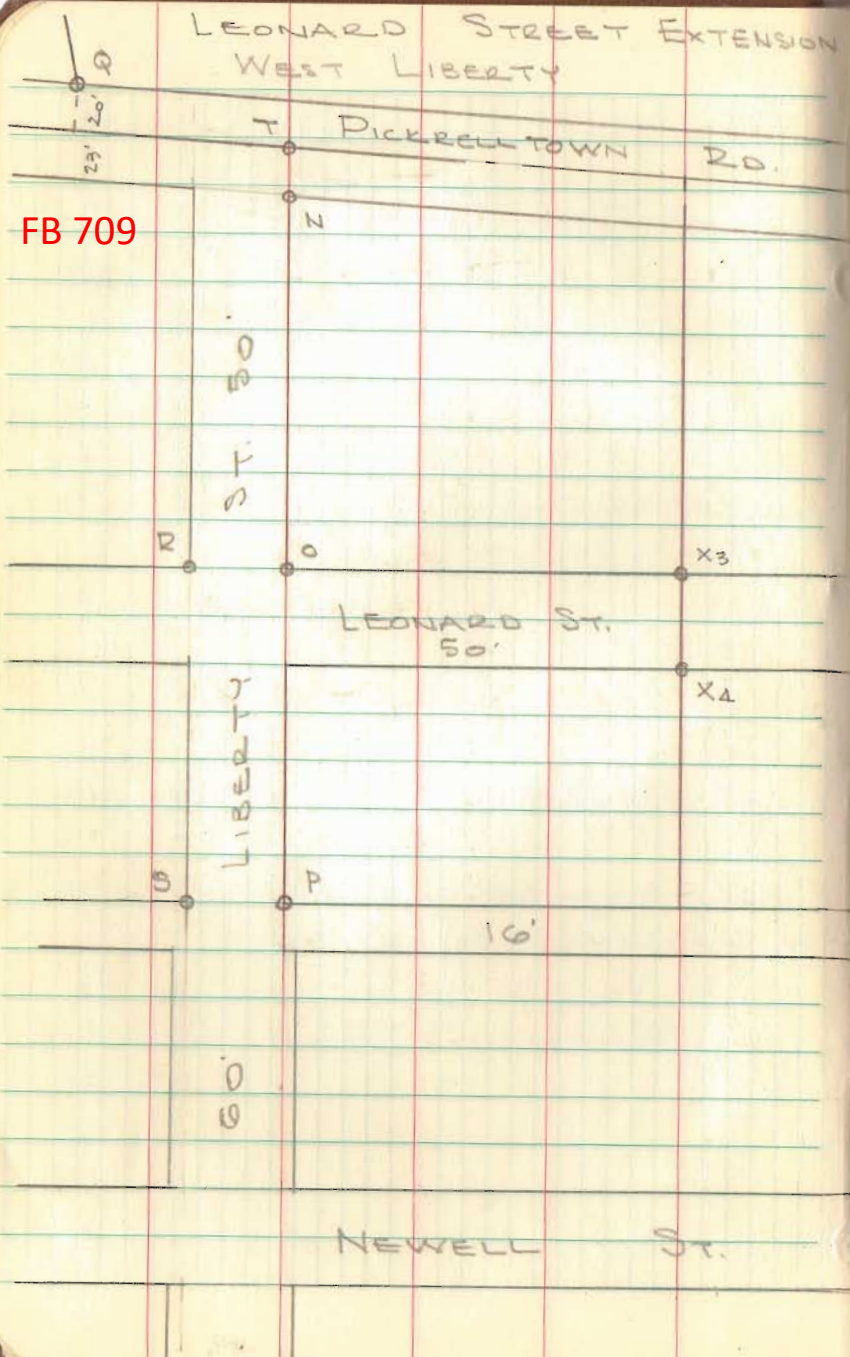 LEONARD STREET EXTENSION
WEST LIBERTY
Q
20'
T
PICKRELLTOWN RD.
23'
N
FB 709
LIBERTY ST. 50'
R
O
X3
LEONARD ST.
50'
X4
S
P
16'
60'
NEWELL ST.